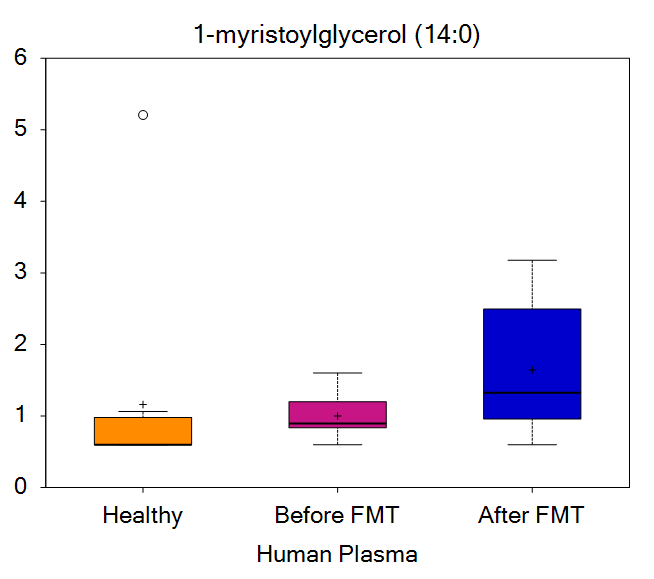 1-myristoylglycerol (14:0)
6
5
4
3
2
1
0
Healthy
Before FMT
After FMT
Human Plasma